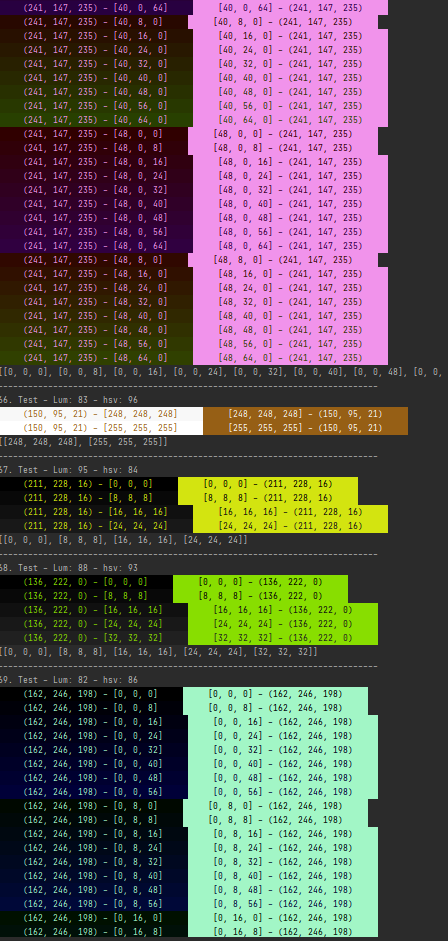 (241, 147, 235) - [40, 0, 64] [40, 0, 64] - (241, 147, 235)
(241, 147, 235) - [40, 8, 0] [40, 8, 0] - (241, 147, 235)
(241, 147, 235) - [40, 16, 0] [40, 16, 0] - (241, 147, 235)
(241, 147, 235) - [40, 24, 0] [40, 24, 0] - (241, 147, 235)
(241, 147, 235) - [40, 32, 0] [40, 32, 0] - (241, 147, 235)
(241, 147, 235) - [40, 40, 0] [40, 40, 0] - (241, 147, 235)
(241, 147, 235) - [40, 48, 0] [40, 48, 0] - (241, 147, 235)
(241, 147, 235) - [40, 56, 0] [40, 56, 0] - (241, 147, 235)
(241, 147, 235) - [40, 64, 0] [40, 64, 0] - (241, 147, 235)
(241, 147, 235) - [48, 0, 0] [48, 0, 0] - (241, 147, 235)
(241, 147, 235) - [48, 0, 8] [48, 0, 8] - (241, 147, 235)
(241, 147, 235) - [48, 0, 16] [48, 0, 16] - (241, 147, 235)
(241, 147, 235) - [48, 0, 24] [48, 0, 24] - (241, 147, 235)
(241, 147, 235) - [48, 0, 32] [48, 0, 32] - (241, 147, 235)
(241, 147, 235) - [48, 0, 40] [48, 0, 40] - (241, 147, 235)
(241, 147, 235) - [48, 0, 48] [48, 0, 48] - (241, 147, 235)
(241, 147, 235) - [48, 0, 56] [48, 0, 56] - (241, 147, 235)
(241, 147, 235) - [48, 0, 64] [48, 0, 64] - (241, 147, 235)
(241, 147, 235) - [48, 8, 0] [48, 8, 0] - (241, 147, 235)
(241, 147, 235) - [48, 16, 0] [48, 16, 0] - (241, 147, 235)
(241, 147, 235) - [48, 24, 0] [48, 24, 0] - (241, 147, 235)
(241, 147, 235) - [48, 32, 0] [48, 32, 0] - (241, 147, 235)
(241, 147, 235) - [48, 40, 0] [48, 40, 0] - (241, 147, 235)
(241, 147, 235) - [48, 48, 0] [48, 48, 0] - (241, 147, 235)
(241, 147, 235) - [48, 56, 0] [48, 56, 0] - (241, 147, 235)
(241, 147, 235) - [48, 64, 0] [48, 64, 0] - (241, 147, 235)
[[0, 0, 0], [0, 0, 8], [0, 0, 16], [0, 0, 24], [0, 0, 32], [0, 0, 40], [0, 0, 48], [0, 0,
----------------------------------------------------------------------------
66. Test - Lum: 83 - hsv: 96
(150, 95, 21) - [248, 248, 248] [248, 248, 248] - (150, 95, 21)
(150, 95, 21) - [255, 255, 255] [255, 255, 255] - (150, 95, 21)
[[248, 248, 248], [255, 255, 255]]
----------------------------------------------------------------------------
67. Test - Lum: 95 - hsv: 84
(211, 228, 16) - [0, 0, 0] [0, 0, 0] - (211, 228, 16)
(211, 228, 16) - [8, 8, 8] [8, 8, 8] - (211, 228, 16)
(211, 228, 16) - [16, 16, 16] [16, 16, 16] - (211, 228, 16)
(211, 228, 16) - [24, 24, 24] [24, 24, 24] - (211, 228, 16)
[[0, 0, 0], [8, 8, 8], [16, 16, 16], [24, 24, 24]]
----------------------------------------------------------------------------
68. Test - Lum: 88 - hsv: 93
(136, 222, 0) - [0, 0, 0] [0, 0, 0] - (136, 222, 0)
(136, 222, 0) - [8, 8, 8] [8, 8, 8] - (136, 222, 0)
(136, 222, 0) - [16, 16, 16] [16, 16, 16] - (136, 222, 0)
(136, 222, 0) - [24, 24, 24] [24, 24, 24] - (136, 222, 0)
(136, 222, 0) - [32, 32, 32] [32, 32, 32] - (136, 222, 0)
[[0, 0, 0], [8, 8, 8], [16, 16, 16], [24, 24, 24], [32, 32, 32]]
----------------------------------------------------------------------------
69. Test - Lum: 82 - hsv: 86
(162, 246, 198) - [0, 0, 0] [0, 0, 0] - (162, 246, 198)
(162, 246, 198) - [0, 0, 8] [0, 0, 8] - (162, 246, 198)
(162, 246, 198) - [0, 0, 16] [0, 0, 16] - (162, 246, 198)
(162, 246, 198) - [0, 0, 24] [0, 0, 24] - (162, 246, 198)
(162, 246, 198) - [0, 0, 32] [0, 0, 32] - (162, 246, 198)
(162, 246, 198) - [0, 0, 40] [0, 0, 40] - (162, 246, 198)
(162, 246, 198) - [0, 0, 48] [0, 0, 48] - (162, 246, 198)
(162, 246, 198) - [0, 0, 56] [0, 0, 56] - (162, 246, 198)
(162, 246, 198) - [0, 8, 0] [0, 8, 0] - (162, 246, 198)
(162, 246, 198) - [0, 8, 8] [0, 8, 8] - (162, 246, 198)
(162, 246, 198) - [0, 8, 16] [0, 8, 16] - (162, 246, 198)
(162, 246, 198) - [0, 8, 24] [0, 8, 24] - (162, 246, 198)
(162, 246, 198) - [0, 8, 32] [0, 8, 32] - (162, 246, 198)
(162, 246, 198) - [0, 8, 40] [0, 8, 40] - (162, 246, 198)
(162, 246, 198) - [0, 8, 48] [0, 8, 48] - (162, 246, 198)
(162, 246, 198) - [0, 8, 56] [0, 8, 56] - (162, 246, 198)
(162, 246, 198) - [0, 16, 0] [0, 16, 0] - (162, 246, 198)
(162, 246, 198) - [0, 16, 8] [0, 16, 8] - (162, 246, 198)